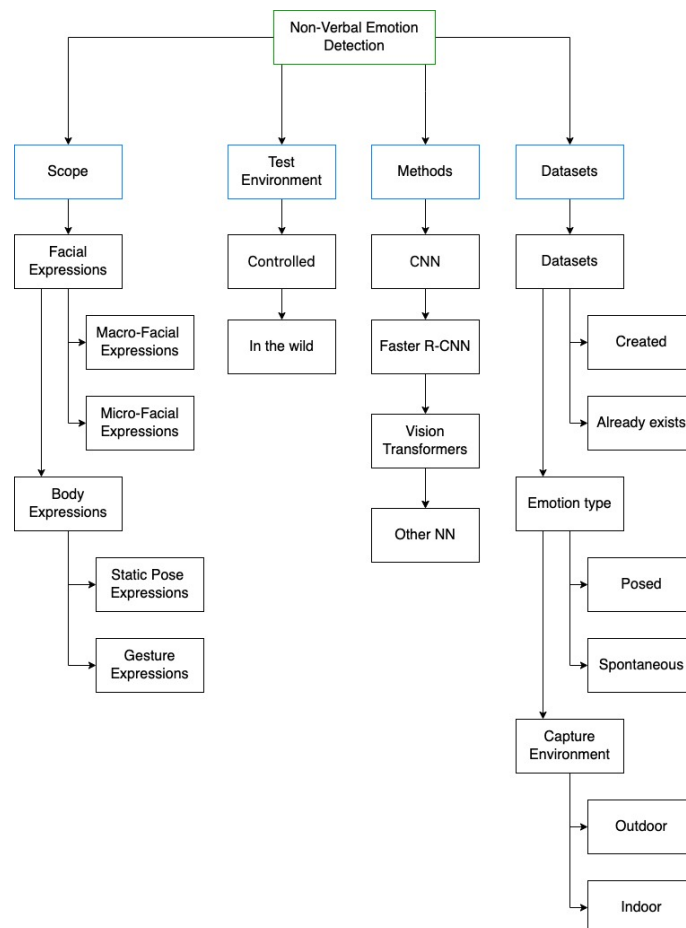 Non-Verbal Emotion
Detection
Scope
Test
Environment
Methods
Datasets
Facial
Expressions
Controlled
CNN
Datasets
Macro-Facial
Expressions
In the wild
Faster R-CNN
Created
Micro-Facial
Expressions
Vision
Transformers
Already exists
Body
Expressions
Other NN
Emotion type
Static Pose
Expressions
Posed
Gesture
Expressions
Spontaneous
Capture
Environment
Outdoor
Indoor